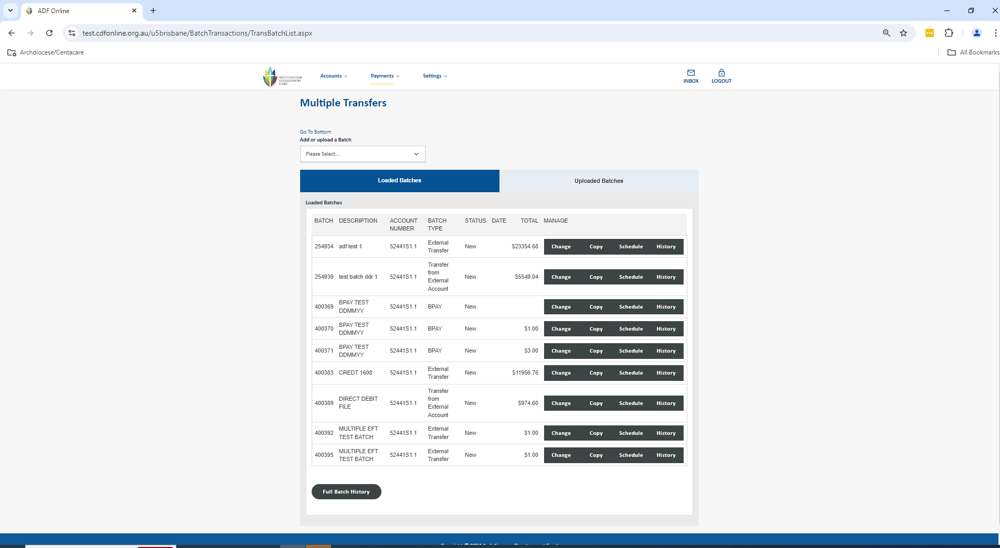 ADF Online
test.cdfonline.org.au/u5brisbane/BatchTransactions/TransBatchList.aspx
Archdiocese/Centacare
All Bookmarks
ARCHDIOCESAN
DEVELOPMENT
FUND
Accounts
Payments
Settings
INBOX
LOGOUT
Multiple Transfers
Go To Bottom
Add or upload a Batch
Please Select...
Loaded Batches
Uploaded Batches
Loaded Batches
BATCH DESCRIPTION ACCOUNT NUMBER BATCH TYPE STATUS DATE TOTAL MANAGE
254934 adf test 1 52441S1.1 External Transfer New $23354.68 Change Copy Schedule History
254939 test batch ddr 1 52441S1.1 Transfer from External Account New $5549.04 Change Copy Schedule History
400369 BPAY TEST DDMMYY 52441S1.1 BPAY New Change Copy Schedule History
400370 BPAY TEST DDMMYY 52441S1.1 BPAY New $1.00 Change Copy Schedule History
400371 BPAY TEST DDMMYY 52441S1.1 BPAY New $3.00 Change Copy Schedule History
400383 CREDT 1608 52441S1.1 External Transfer New $11956.76 Change Copy Schedule History
400389 DIRECT DEBIT FILE 52441S1.1 Transfer from External Account New $974.60 Change Copy Schedule History
400392 MULTIPLE EFT TEST BATCH 52441S1.1 External Transfer New $1.00 Change Copy Schedule History
400395 MULTIPLE EFT TEST BATCH 52441S1.1 External Transfer New $1.00 Change Copy Schedule History
Full Batch History